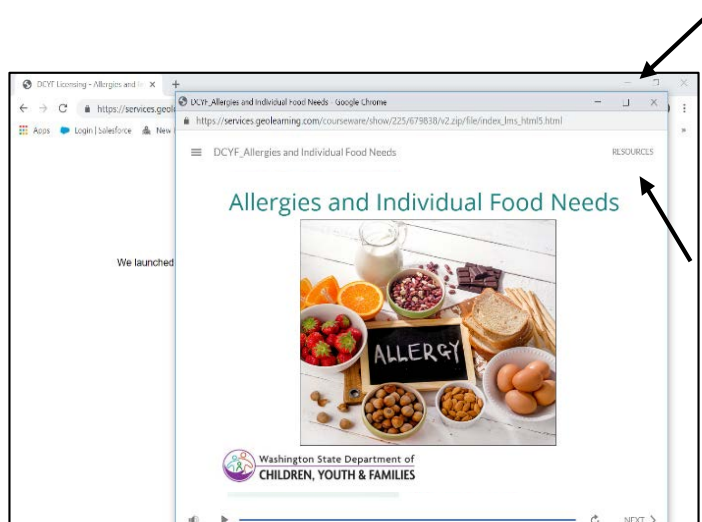 DCYF Licensing - Allergies and
https://services.geol
Apps
Login | Salesforce
New
We launched
DCYF_Allergies and Individual Food Needs - Google Chrome
https://services.geolearning.com/courseware/show/225/679838/v2.zip/file/index_lms_html5.html
DCYF_Allergies and Individual Food Needs
RESOURCES
Allergies and Individual Food Needs
ALLERGY
Washington State Department of
CHILDREN, YOUTH & FAMILIES
NEXT